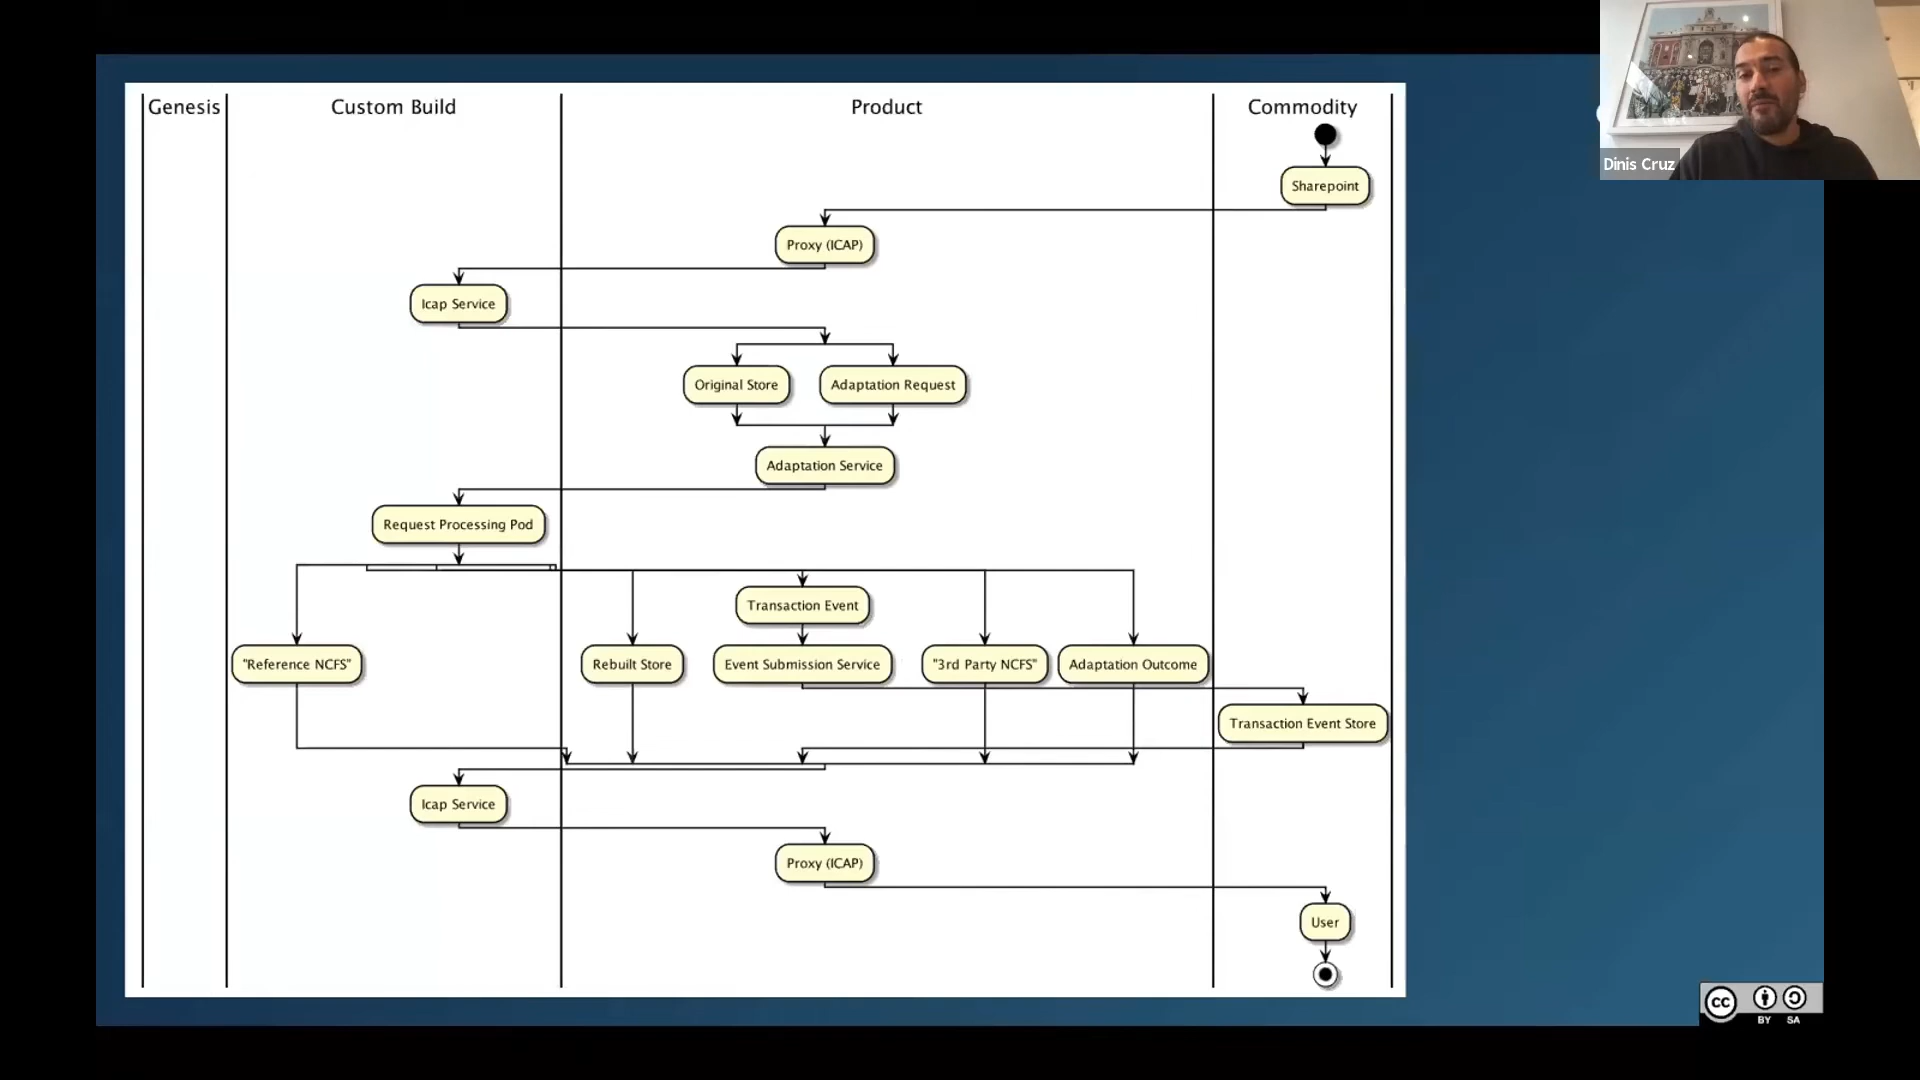 Genesis
Custom Build
Product
Commodity
Sharepoint
Proxy (ICAP)
Icap Service
Original Store
Adaptation Request
Adaptation Service
Request Processing Pod
Transaction Event
"Reference NCFS"
Rebuilt Store
Event Submission Service
"3rd Party NCFS"
Adaptation Outcome
Transaction Event Store
Icap Service
Proxy (ICAP)
User
Dinis Cruz
cc
BY SA